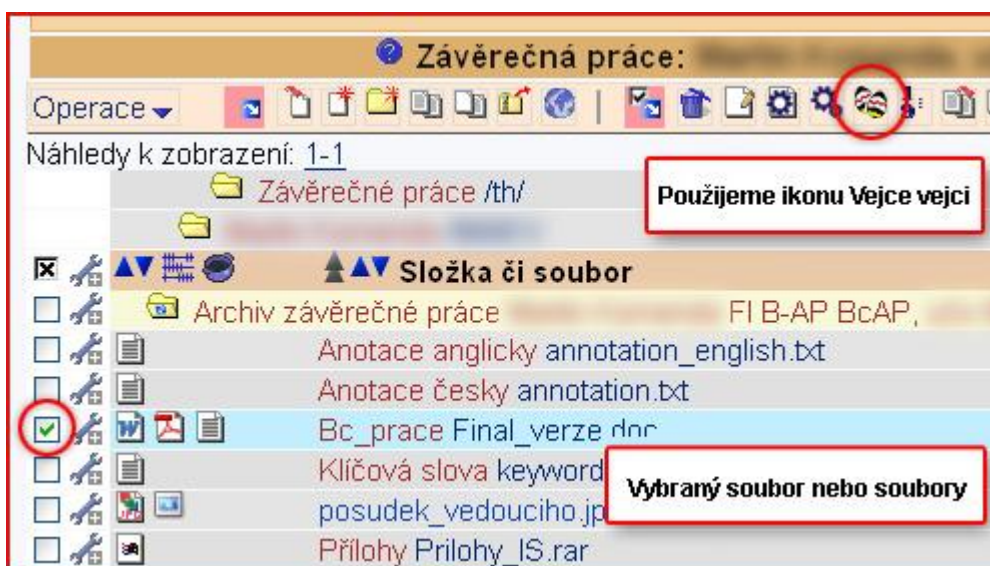 Závěrečná práce:
Operace
Náhledy k zobrazení: 1-1
Závěrečné práce /th/
Použijeme ikonu Vejce vejci
Složka či soubor
Archiv závěrečné práce FI B-AP BcAP,
Anotace anglicky annotation_english.txt
Anotace česky annotation.txt
Bc_prace Final_verze doc
Klíčová slova keyword
Vybraný soubor nebo soubory
posudek_vedouciho.jp
Přílohy Prilohy_IS.rar